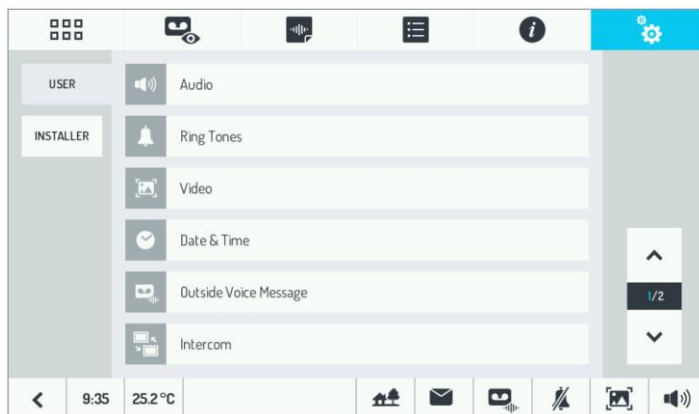 USER
INSTALLER
Audio
Ring Tones
Video
Date & Time
Outside Voice Message
Intercom
1/2
9:35 25.2 °C